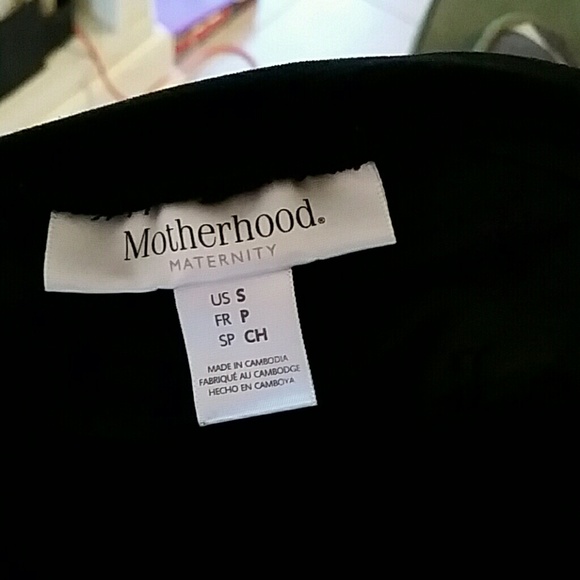 Motherhood®
MATERNITY
US S
FR P
SP CH
MADE IN CAMBODIA
FABRIQUÉ AU CAMBODGE
HECHO EN CAMBOYA